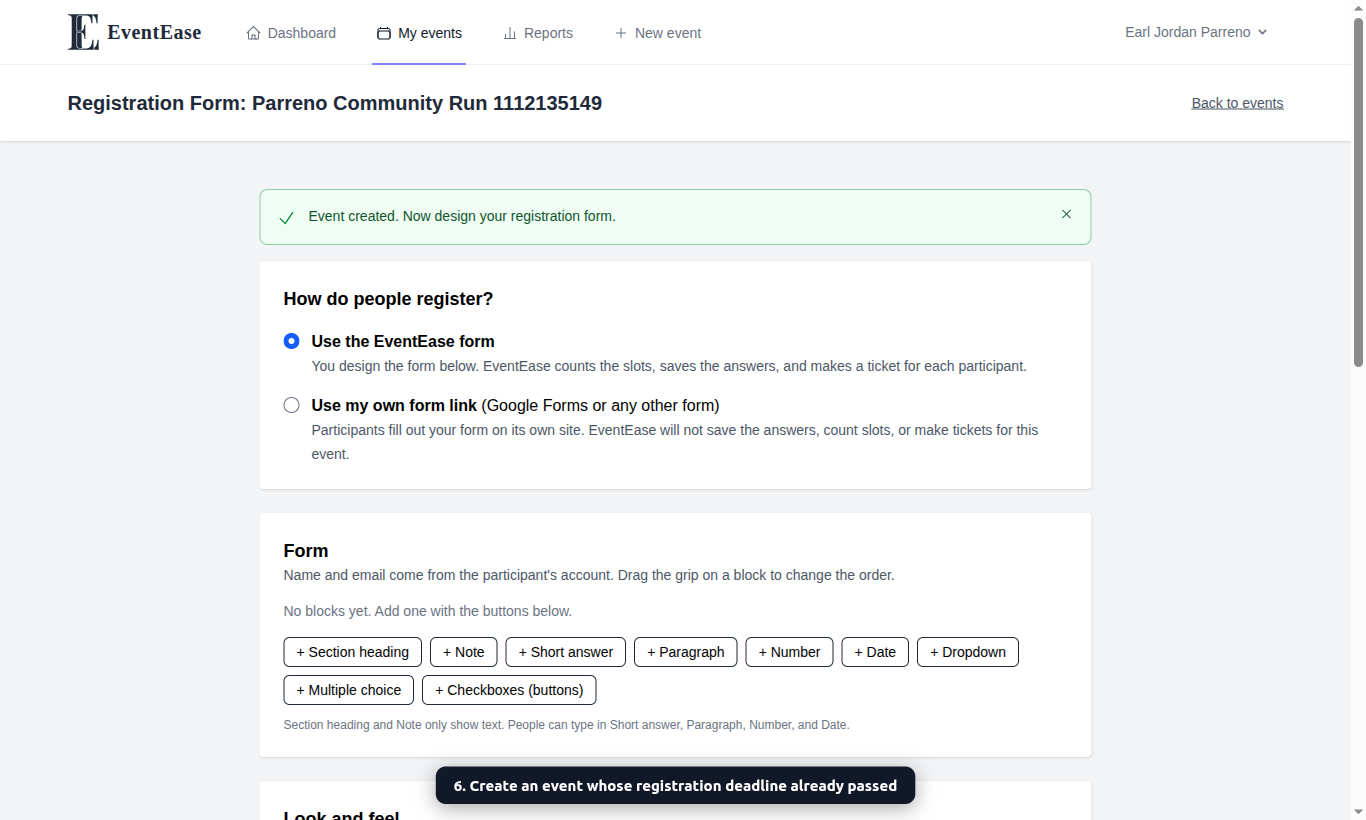 EventEase
Dashboard
My events
Reports
New event
Earl Jordan Parreno
Registration Form: Parreno Community Run 1112135149
Back to events
Event created. Now design your registration form.
How do people register?
Use the EventEase form
You design the form below. EventEase counts the slots, saves the answers, and makes a ticket for each participant.
Use my own form link (Google Forms or any other form)
Participants fill out your form on its own site. EventEase will not save the answers, count slots, or make tickets for this
event.
Form
Name and email come from the participant's account. Drag the grip on a block to change the order.
No blocks yet. Add one with the buttons below.
+ Section heading
+ Note
+ Short answer
+ Paragraph
+ Number
+ Date
+ Dropdown
+ Multiple choice
+ Checkboxes (buttons)
Section heading and Note only show text. People can type in Short answer, Paragraph, Number, and Date.
6. Create an event whose registration deadline already passed
Look and feel